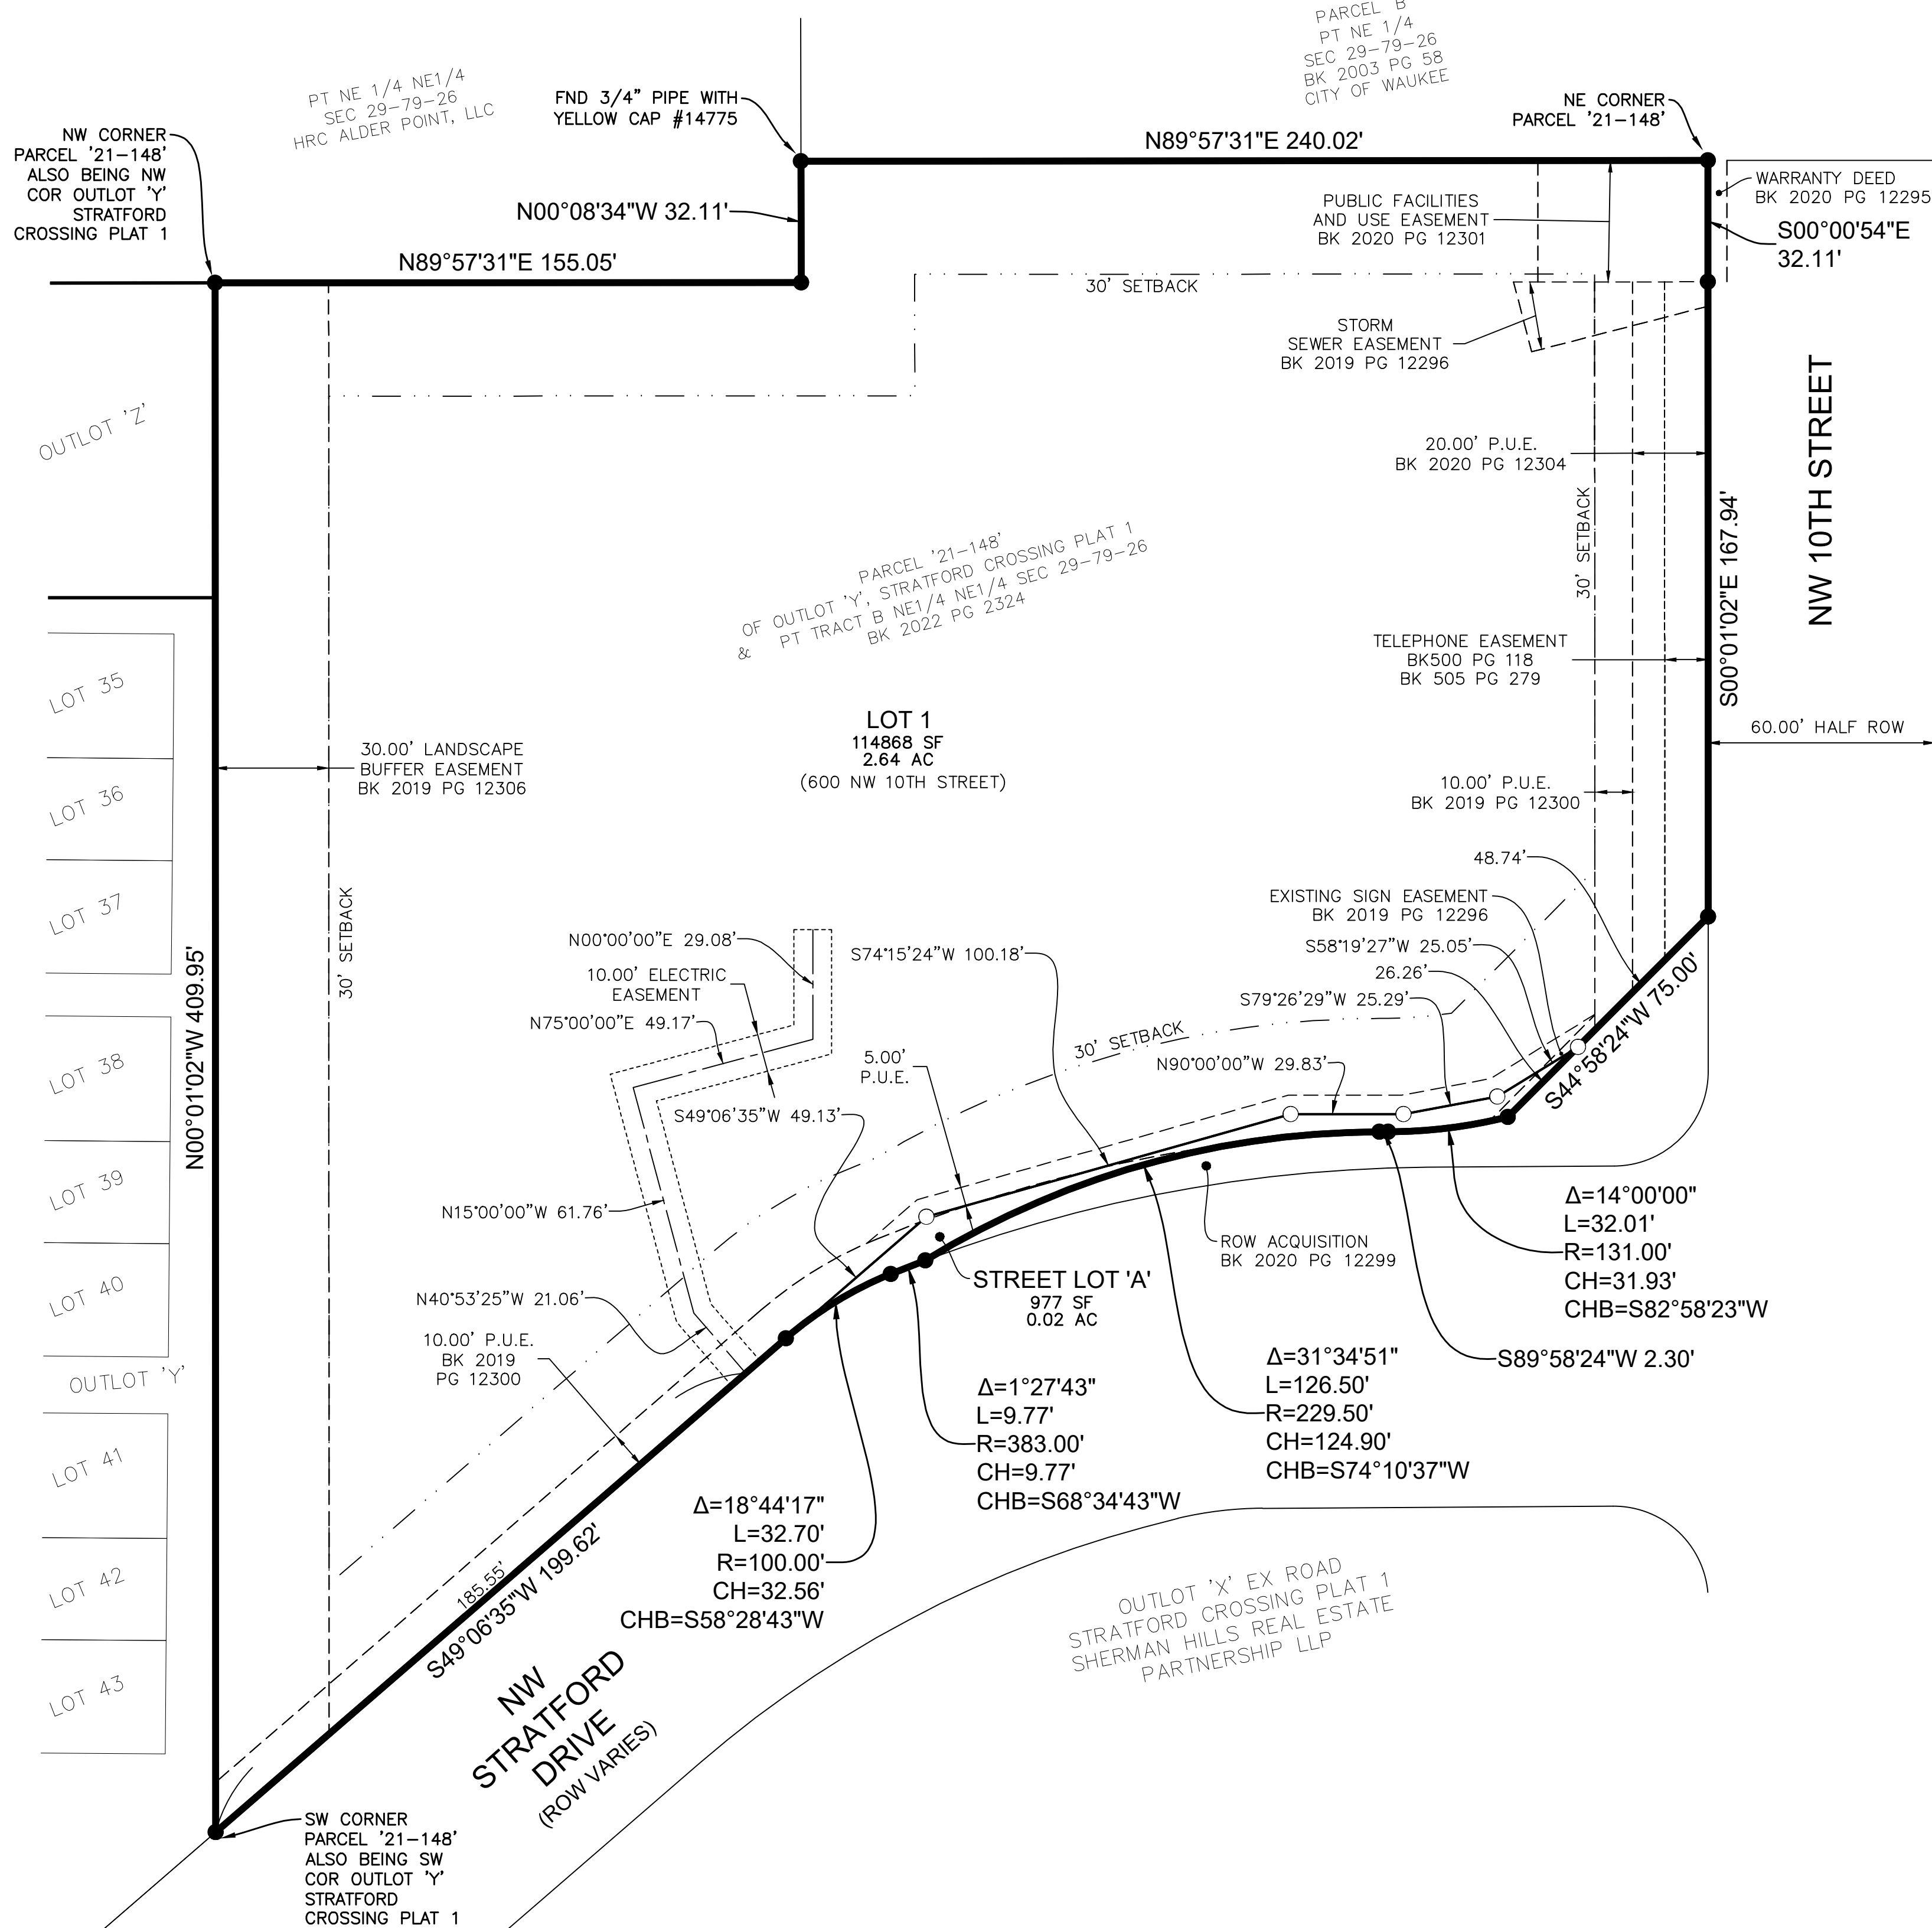 PARCEL B
PT NE 1/4
SEC 29-79-26
BK 2003 PG 58
CITY OF WAUKEE
PT NE 1/4 NE1/4
SEC 29-79-26
HRC ALDER POINT, LLC
FND 3/4" PIPE WITH
YELLOW CAP #14775
NE CORNER
PARCEL '21-148'
NW CORNER
PARCEL '21-148'
ALSO BEING NW
COR OUTLOT 'Y'
STRATFORD
CROSSING PLAT 1
N89°57'31"E 240.02'
WARRANTY DEED
BK 2020 PG 12295
N00°08'34"W 32.11'
PUBLIC FACILITIES
AND USE EASEMENT
BK 2020 PG 12301
S00°00'54"E
32.11'
N89°57'31"E 155.05'
30' SETBACK
STORM
SEWER EASEMENT
BK 2019 PG 12296
OUTLOT 'Z'
20.00' P.U.E.
BK 2020 PG 12304
NW 10TH STREET
30' SETBACK
S00°01'02"E 167.94'
PARCEL '21-148'
OF OUTLOT 'Y', STRATFORD CROSSING PLAT 1
& PT TRACT B NE1/4 NE1/4 SEC 29-79-26
BK 2022 PG 2324
TELEPHONE EASEMENT
BK500 PG 118
BK 505 PG 279
LOT 35
LOT 1
114868 SF
2.64 AC
(600 NW 10TH STREET)
60.00' HALF ROW
30.00' LANDSCAPE
BUFFER EASEMENT
BK 2019 PG 12306
LOT 36
10.00' P.U.E.
BK 2019 PG 12300
48.74'
LOT 37
30' SETBACK
EXISTING SIGN EASEMENT
BK 2019 PG 12296
N00°00'00"E 29.08'
S74°15'24"W 100.18'
S58°19'27"W 25.05'
26.26'
10.00' ELECTRIC
EASEMENT
S79°26'29"W 25.29'
N00°01'02"W 409.95'
N75°00'00"E 49.17'
30' SETBACK
S44°58'24"W 75.00'
LOT 38
5.00'
P.U.E.
N90°00'00"W 29.83'
S49°06'35"W 49.13'
LOT 39
N15°00'00"W 61.76'
Δ=14°00'00"
L=32.01'
R=131.00'
CH=31.93'
CHB=S82°58'23"W
ROW ACQUISITION
BK 2020 PG 12299
LOT 40
STREET LOT 'A'
977 SF
0.02 AC
N40°53'25"W 21.06'
10.00' P.U.E.
BK 2019
PG 12300
OUTLOT 'Y'
S89°58'24"W 2.30'
Δ=31°34'51"
L=126.50'
R=229.50'
CH=124.90'
CHB=S74°10'37"W
Δ=1°27'43"
L=9.77'
R=383.00'
CH=9.77'
CHB=S68°34'43"W
LOT 41
Δ=18°44'17"
L=32.70'
R=100.00'
CH=32.56'
CHB=S58°28'43"W
185.55'
S49°06'35"W 199.62'
LOT 42
OUTLOT 'X' EX ROAD
STRATFORD CROSSING PLAT 1
SHERMAN HILLS REAL ESTATE
PARTNERSHIP LLP
LOT 43
NW
STRATFORD
DRIVE
(ROW VARIES)
SW CORNER
PARCEL '21-148'
ALSO BEING SW
COR OUTLOT 'Y'
STRATFORD
CROSSING PLAT 1